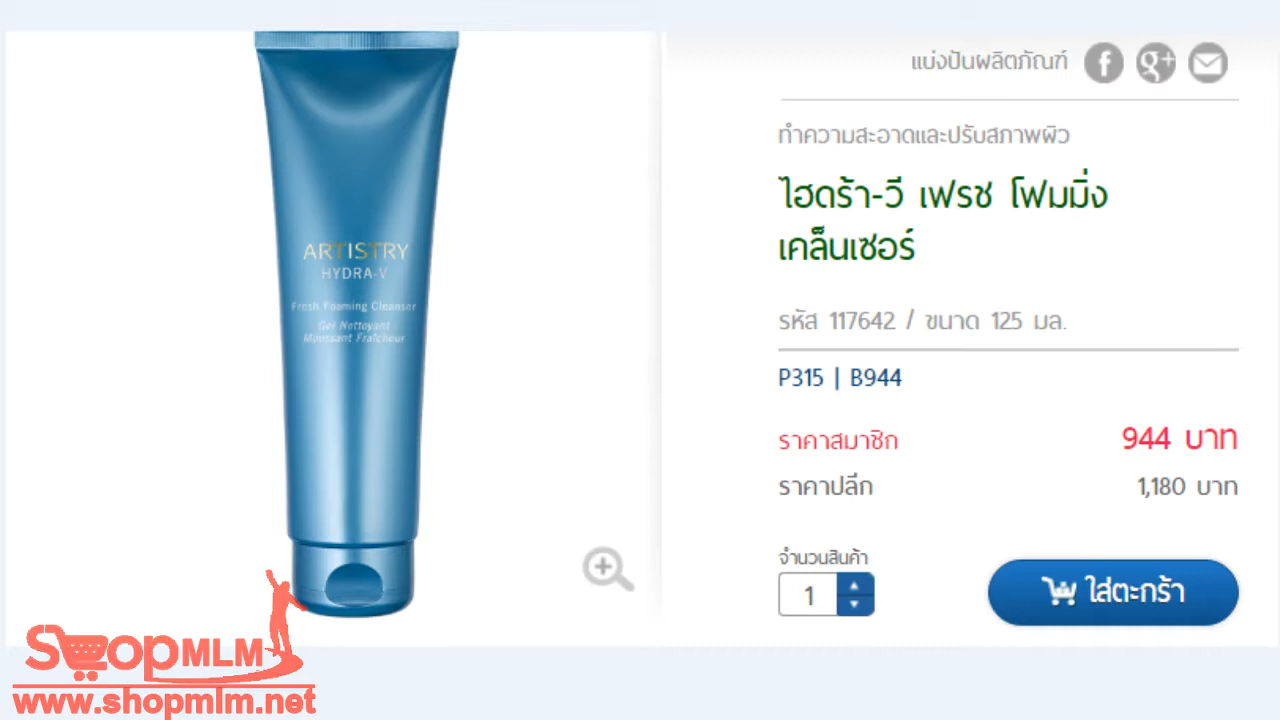 ARTISTRY
HYDRA-V
Fresh Foaming Cleanser
Gel Nettoyant
Moussant Fraîcheur
แบ่งปันผลิตภัณฑ์
ทำความสะอาดและปรับสภาพผิว
ไฮดร้า-วี เฟรช โฟมมิ่ง
เคล็นเซอร์
รหัส 117642 / ขนาด 125 มล.
P315 | B944
ราคาสมาชิก 944 บาท
ราคาปลีก 1,180 บาท
จำนวนสินค้า
1
ใส่ตะกร้า
ShopMLM
www.shopmlm.net